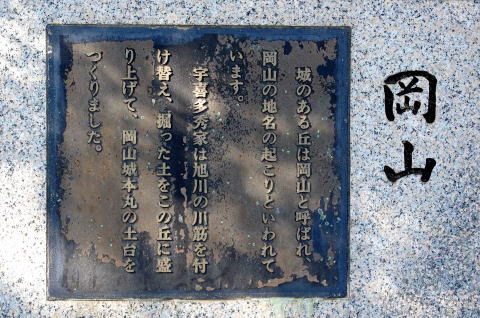 岡山
城のある丘は岡山と呼ばれ
岡山の地名の起こりといわれて
います。
宇喜多秀家は旭川の川筋を付
け替え、掘った土をこの丘に盛
り上げて、岡山城本丸の土台を
つくりました。